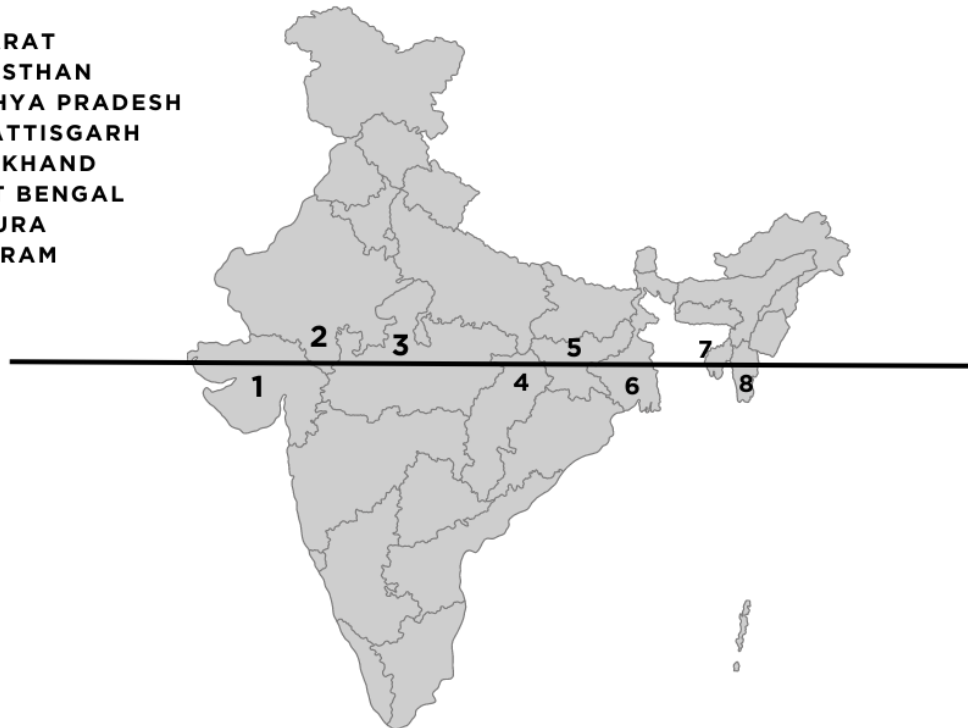 RAT
STHAN
HYA PRADESH
ATTISGARH
KHAND
T BENGAL
URA
RAM
2
3
5
7
1
4
6
8